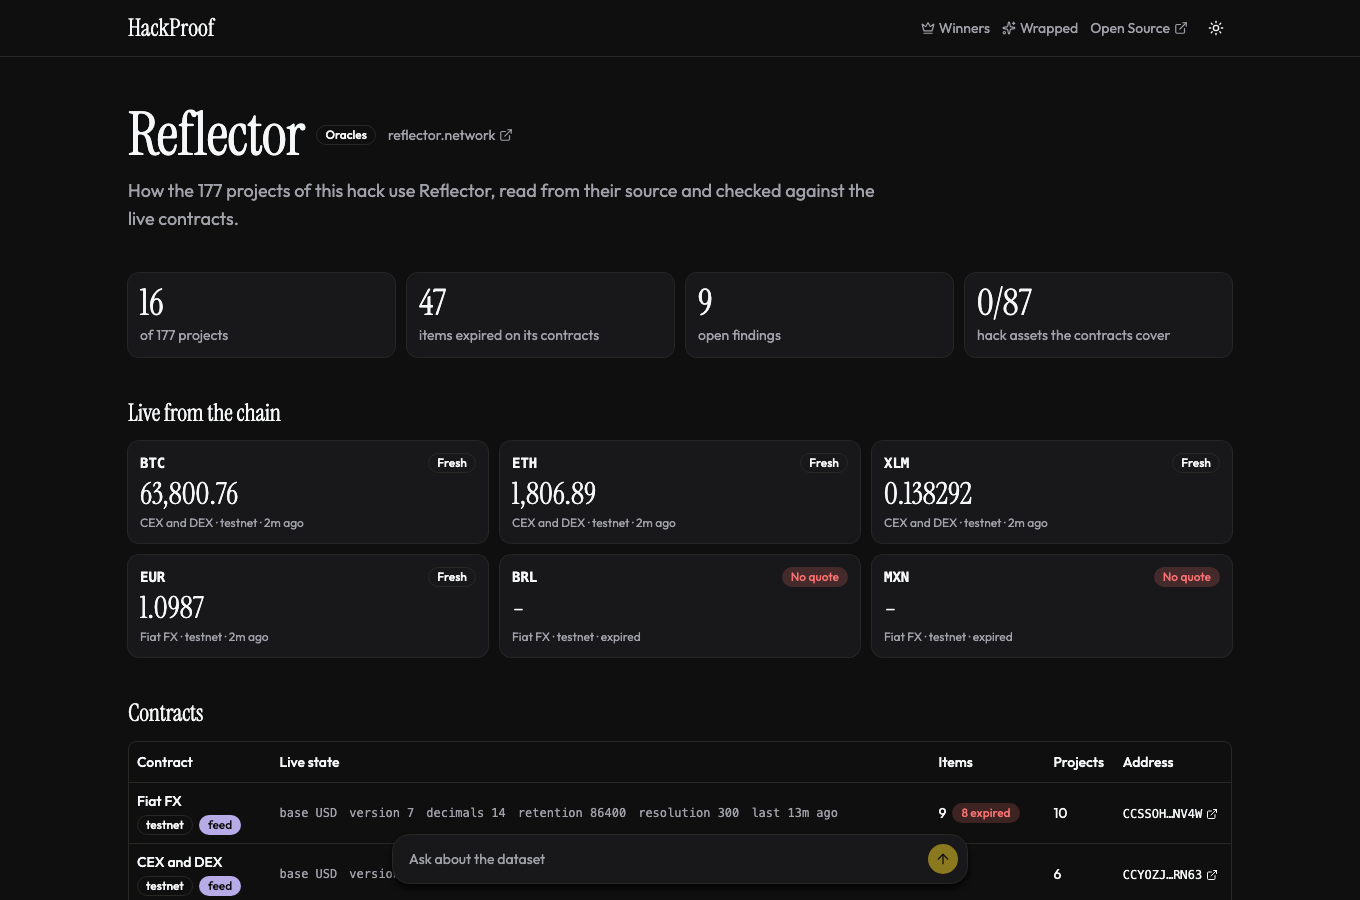 HackProof
Winners Wrapped Open Source
Reflector Oracles reflector.network
How the 177 projects of this hack use Reflector, read from their source and checked against the
live contracts.
16
of 177 projects
47
items expired on its contracts
9
open findings
0/87
hack assets the contracts cover
Live from the chain
BTC Fresh
63,800.76
CEX and DEX · testnet · 2m ago
ETH Fresh
1,806.89
CEX and DEX · testnet · 2m ago
XLM Fresh
0.138292
CEX and DEX · testnet · 2m ago
EUR Fresh
1.0987
Fiat FX · testnet · 2m ago
BRL No quote
–
Fiat FX · testnet · expired
MXN No quote
–
Fiat FX · testnet · expired
Contracts
Contract Live state Items Projects Address
Fiat FX
testnet feed
base USD version 7 decimals 14 retention 86400 resolution 300 last 13m ago
9 8 expired 10 CCSSOH…NV4W
CEX and DEX
testnet feed
base USD
6 CCYOZJ…RN63
Ask about the dataset